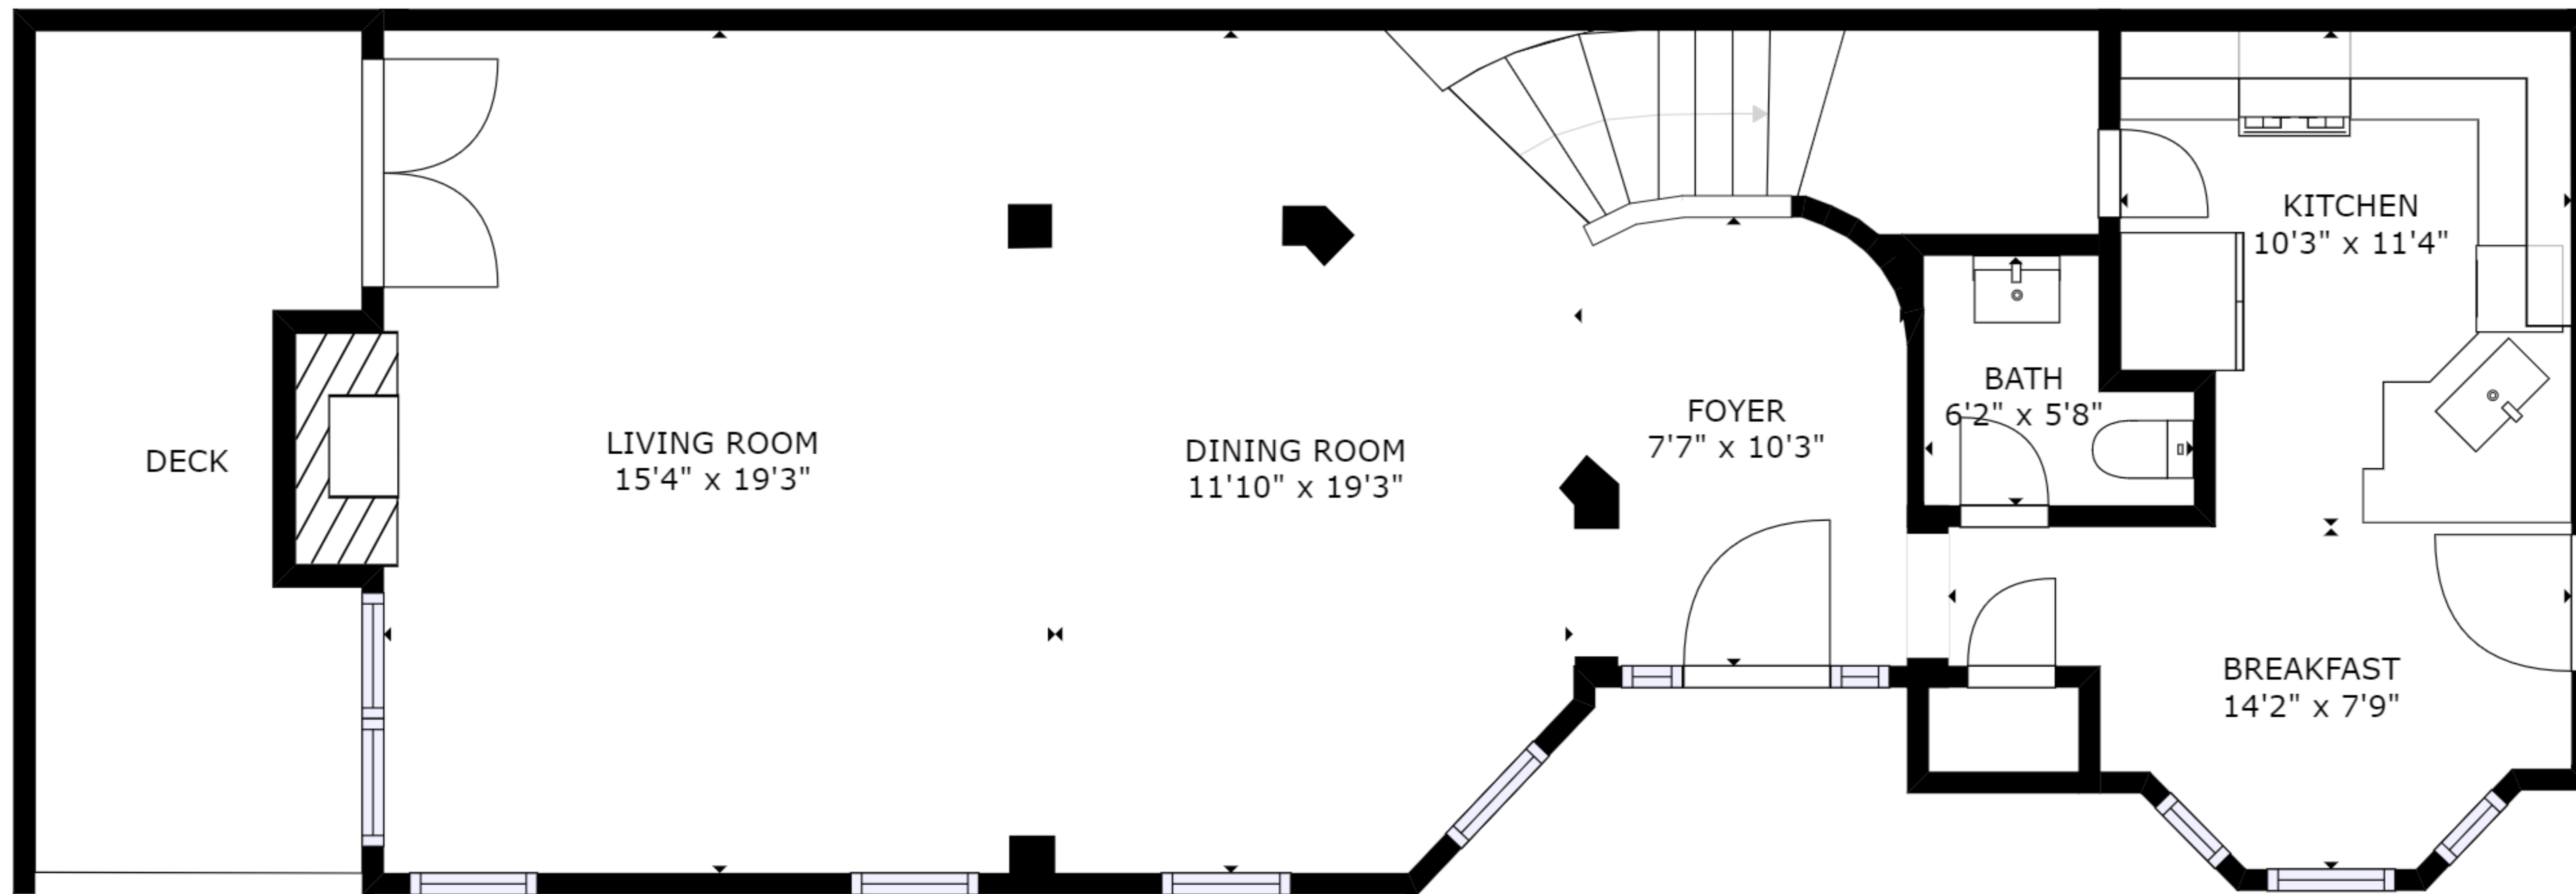 DECK
LIVING ROOM
15'4" x 19'3"
DINING ROOM
11'10" x 19'3"
FOYER
7'7" x 10'3"
BATH
6'2" x 5'8"
KITCHEN
10'3" x 11'4"
BREAKFAST
14'2" x 7'9"